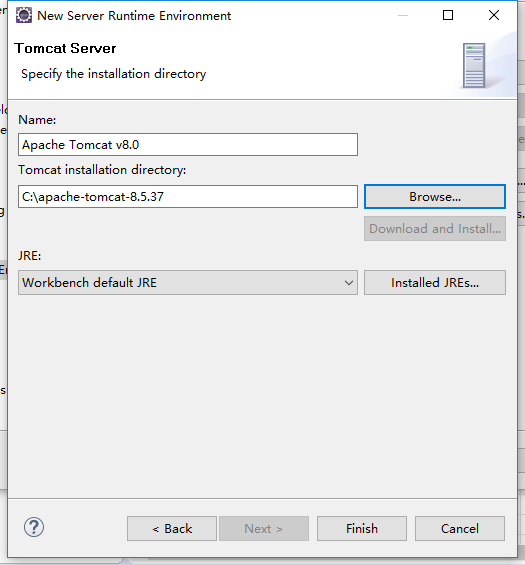 New Server Runtime Environment
Tomcat Server
Specify the installation directory
Name:
Apache Tomcat v8.0
Tomcat installation directory:
C:\apache-tomcat-8.5.37
Browse...
Download and Install...
JRE:
Workbench default JRE
Installed JREs...
?
< Back
Next >
Finish
Cancel